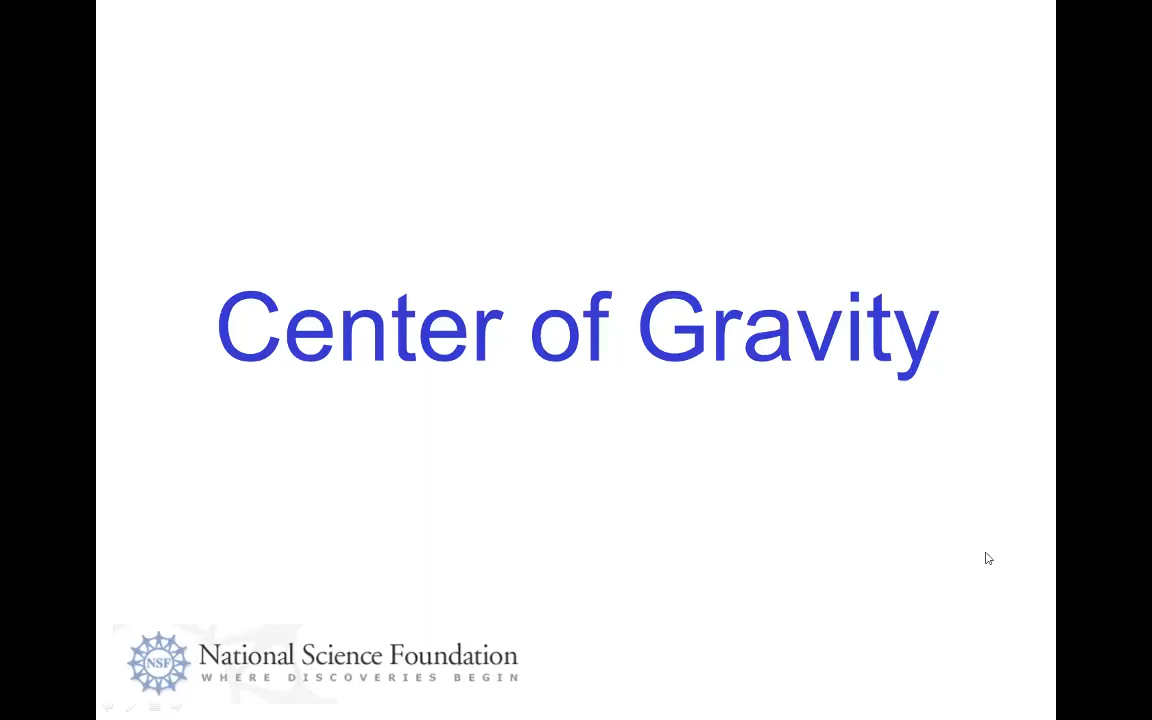 Center of Gravity
NSF
National Science Foundation
WHERE DISCOVERIES BEGIN